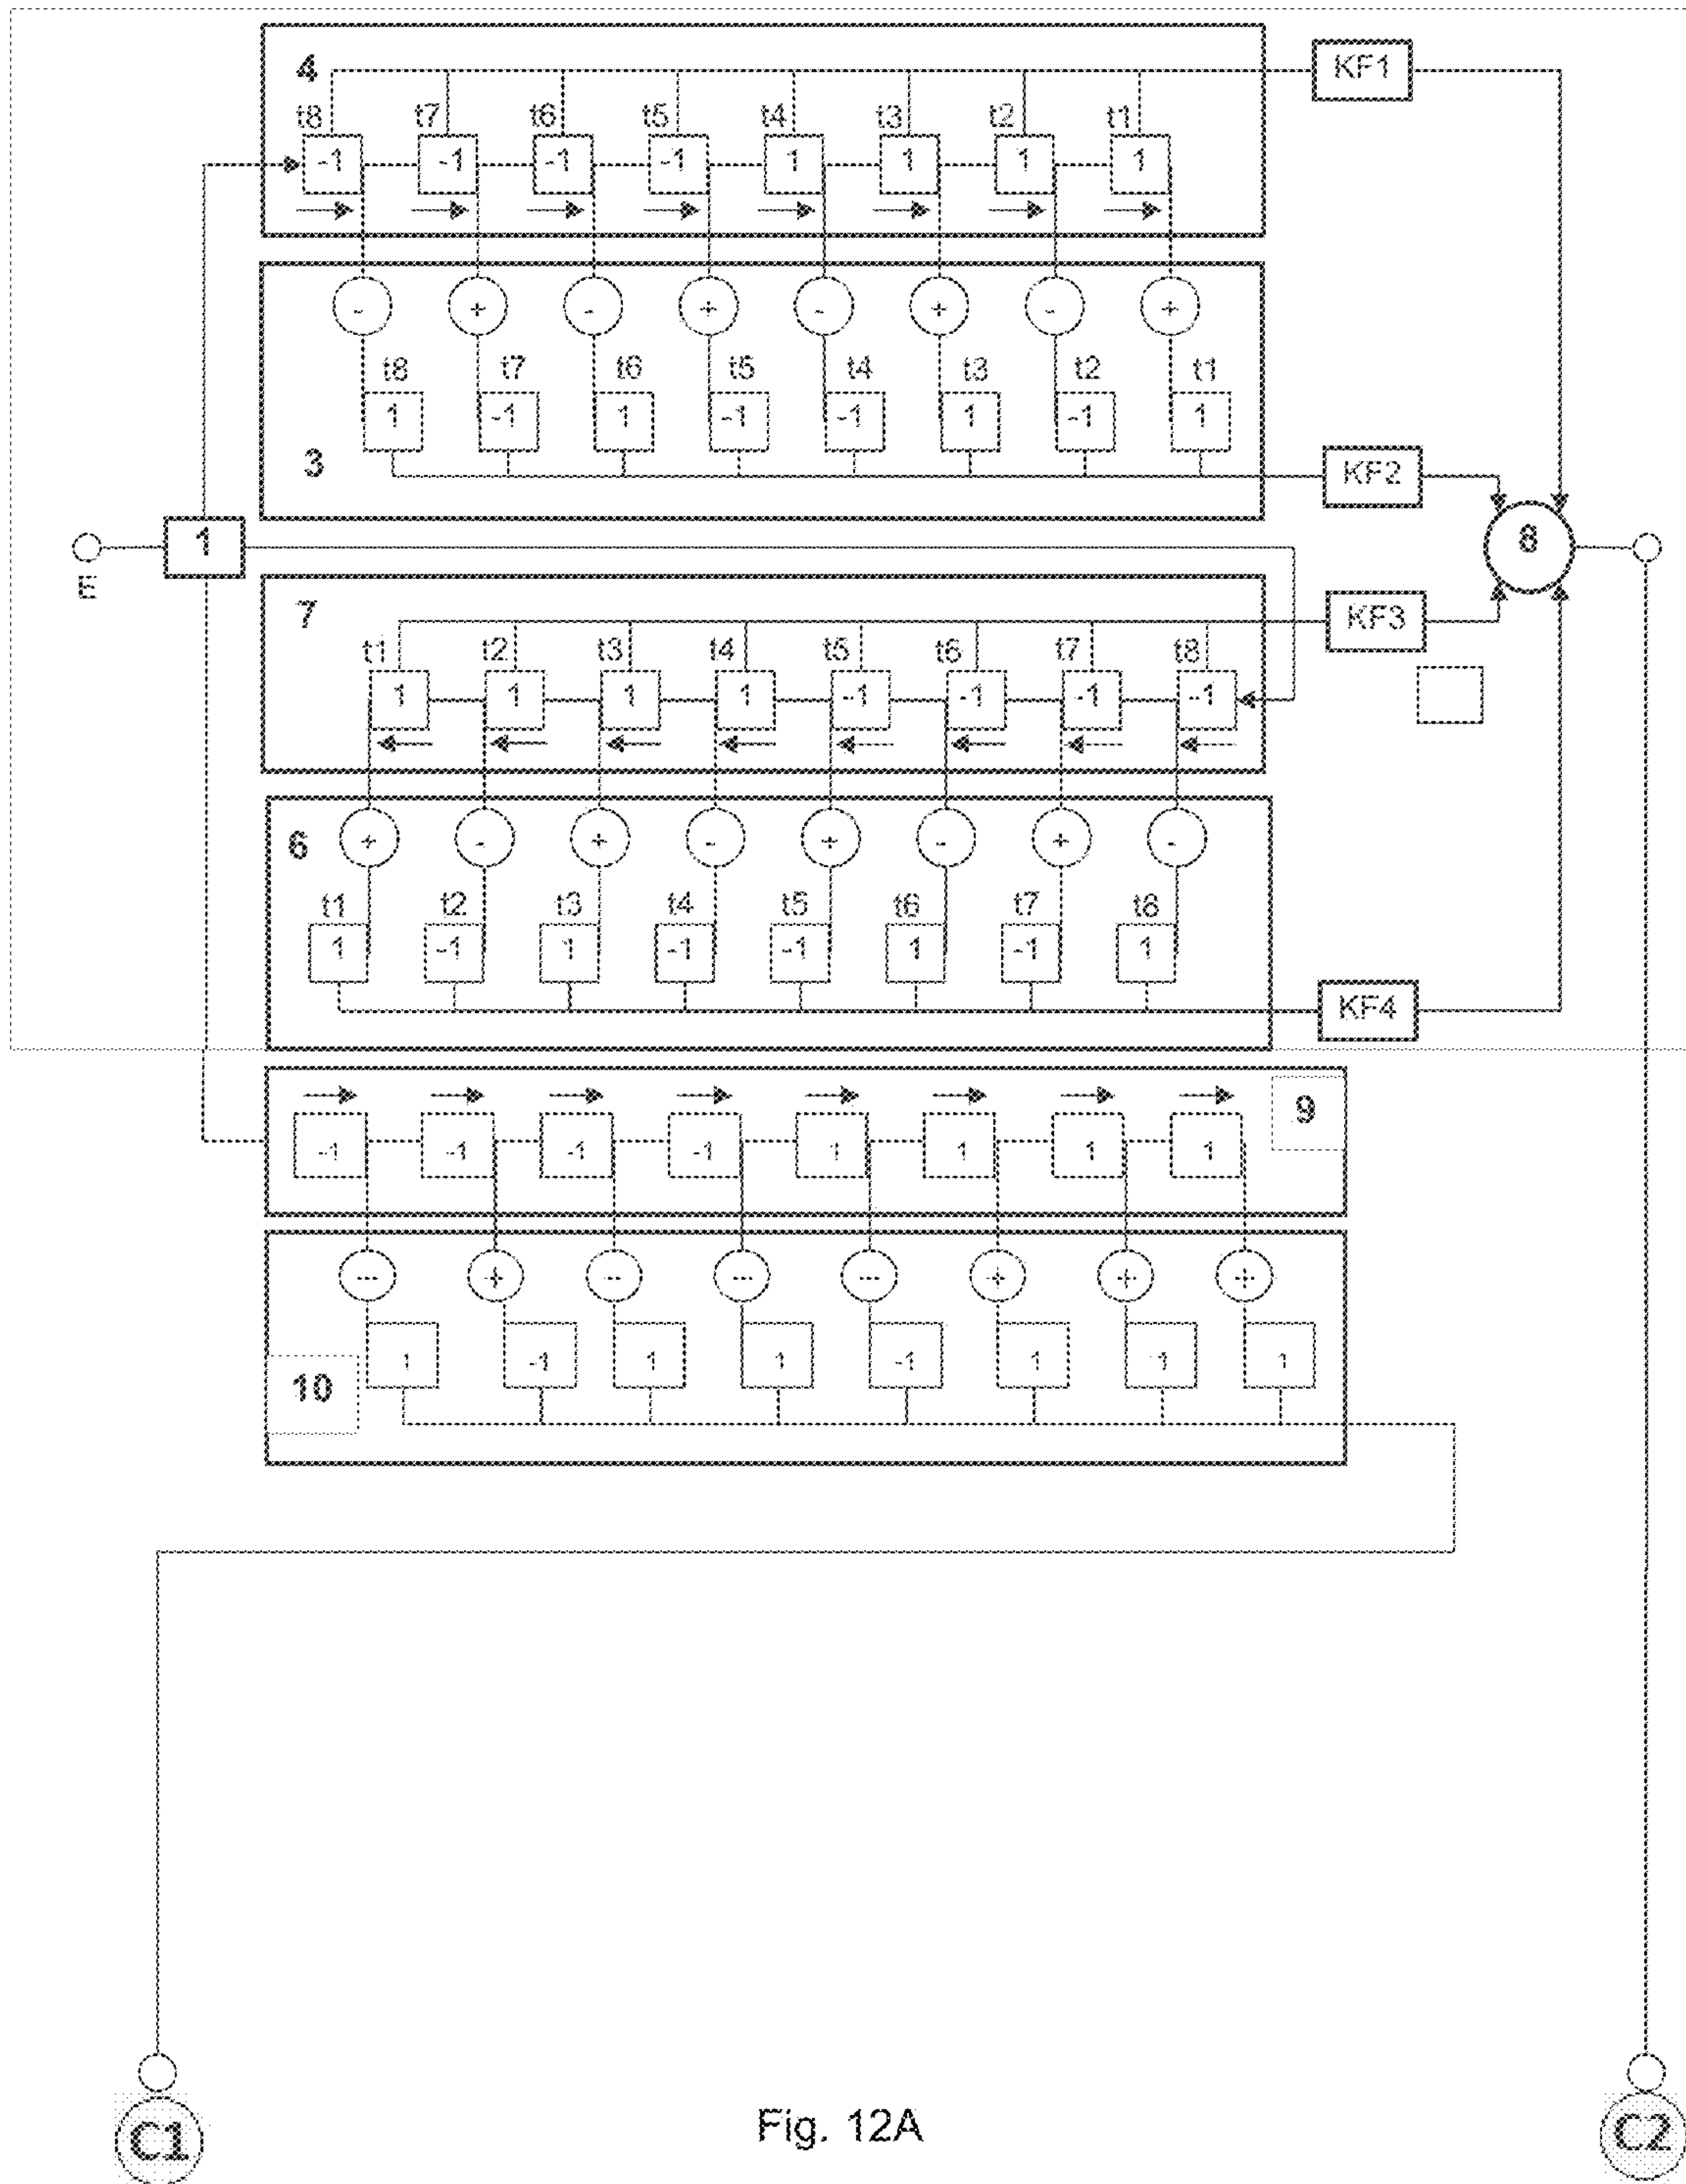 4
KF1
t8 t7 t6 t5 t4 t3 t2 t1
-1 -1 -1 -1 1 1 1 1
- + - + - + - +
t8 t7 t6 t5 t4 t3 t2 t1
1 -1 1 -1 -1 1 -1 1
3
KF2
1
8
E
7
KF3
t1 t2 t3 t4 t5 t6 t7 t8
1 1 1 1 -1 -1 -1 -1
6
+ - + - + - + -
t1 t2 t3 t4 t5 t6 t7 t8
1 -1 1 -1 -1 1 -1 1
KF4
9
-1 -1 -1 -1 1 1 1 1
- + - - - + + +
1 -1 1 1 -1 1 1 1
10
C1
Fig. 12A
C2